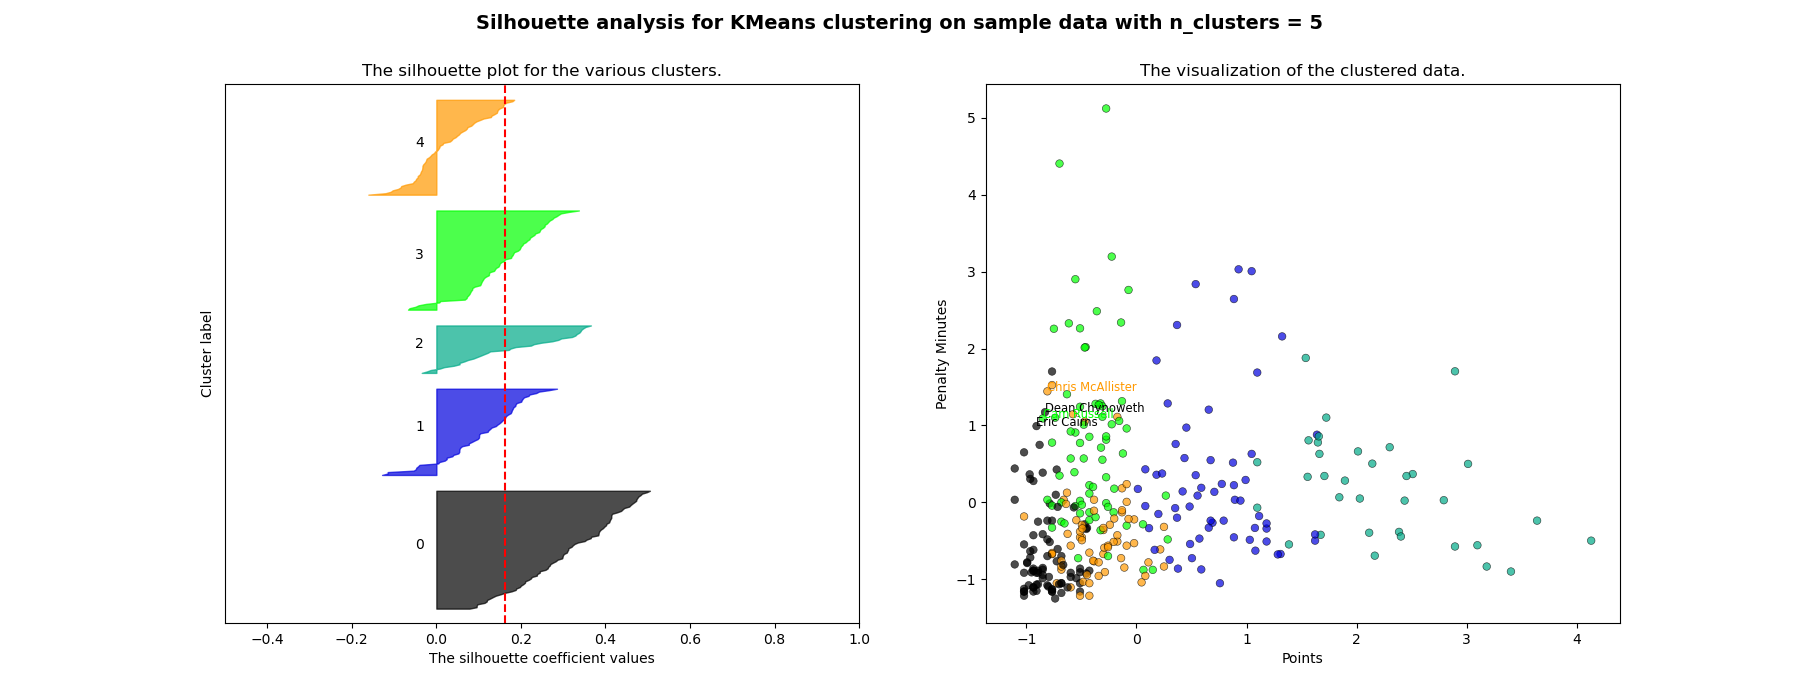 Silhouette analysis for KMeans clustering on sample data with n_clusters = 5
The silhouette plot for the various clusters.
4
3
2
1
0
Cluster label
−0.4 −0.2 0.0 0.2 0.4 0.6 0.8 1.0
The silhouette coefficient values
The visualization of the clustered data.
5
4
3
2
1
0
−1
Penalty Minutes
Chris McAllister
Dean Chynoweth
Eric Cairns
−1 0 1 2 3 4
Points